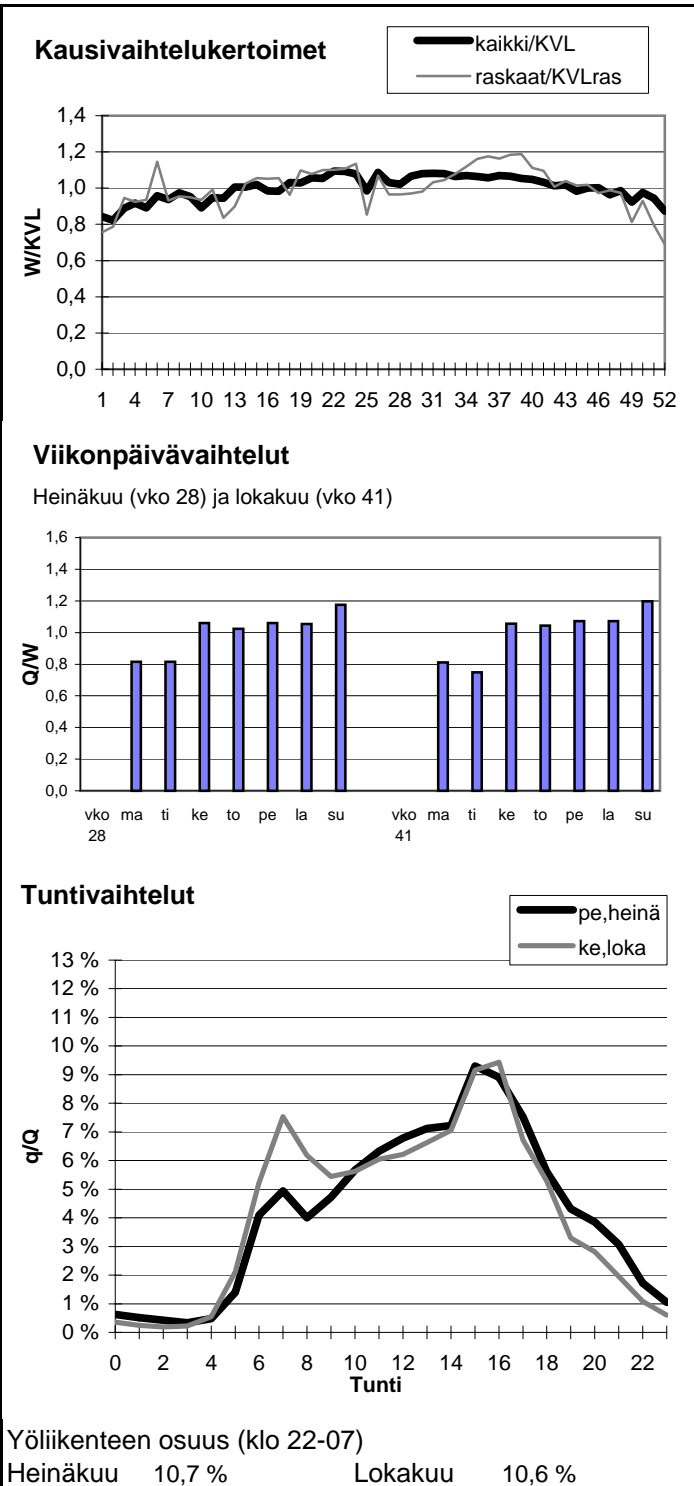 Kausivaihtelukertoimet
kaikki/KVL
raskaat/KVLras
W/KVL
1,4
1,2
1,0
0,8
0,6
0,4
0,2
0,0
1 4 7 10 13 16 19 22 25 28 31 34 37 40 43 46 49 52
Viikonpäivävaihtelut
Heinäkuu (vko 28) ja lokakuu (vko 41)
Q/W
1,6
1,4
1,2
1,0
0,8
0,6
0,4
0,2
0,0
vko ma ti ke to pe la su vko ma ti ke to pe la su
28 41
Tuntivaihtelut
pe,heinä
ke,loka
q/Q
13 %
12 %
11 %
10 %
9 %
8 %
7 %
6 %
5 %
4 %
3 %
2 %
1 %
0 %
0 2 4 6 8 10 12 14 16 18 20 22
Tunti
Yöliikenteen osuus (klo 22-07)
Heinäkuu 10,7 % Lokakuu 10,6 %